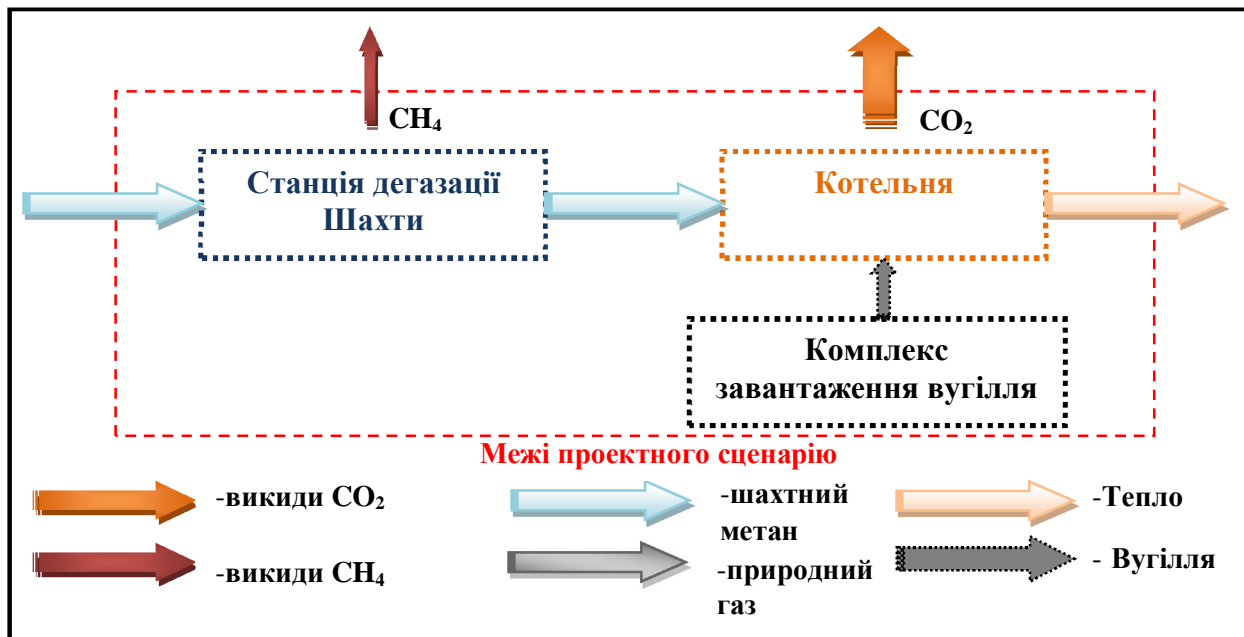 CH₄
CO₂
Станція дегазації
Шахти
Котельня
Комплекс
завантаження вугілля
Межі проектного сценарію
-викиди CO₂
-шахтний
метан
-Тепло
-викиди CH₄
-природний
газ
- Вугілля